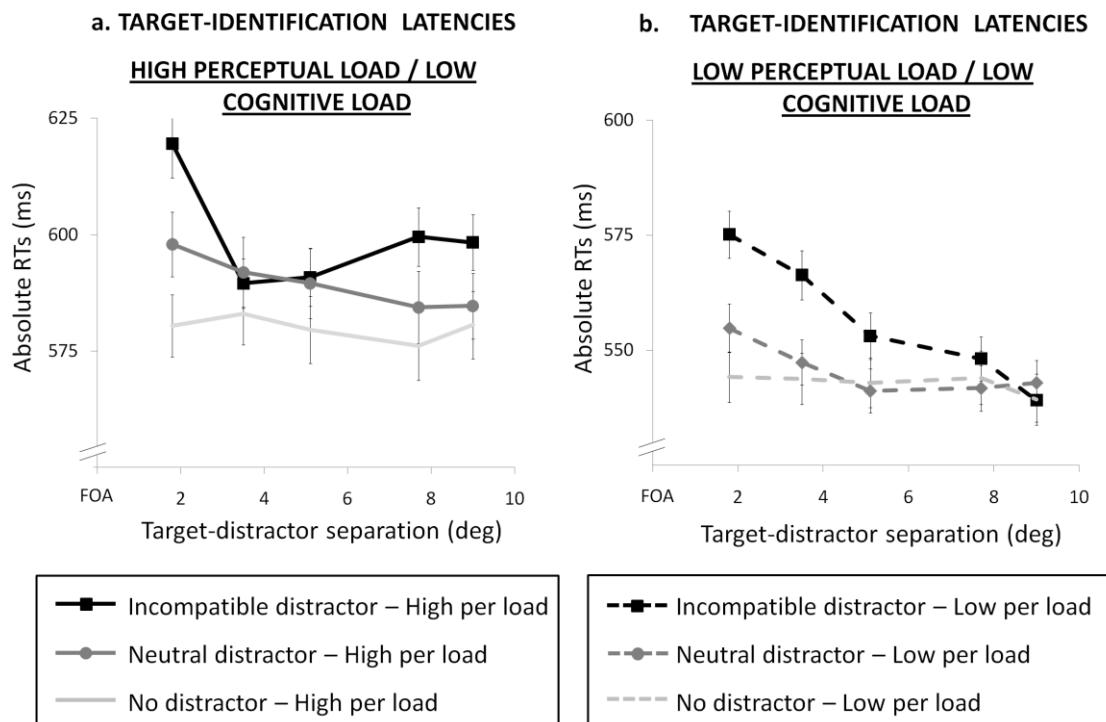 a. TARGET-IDENTIFICATION LATENCIES
HIGH PERCEPTUAL LOAD / LOW
COGNITIVE LOAD
625
600
575
Absolute RTs (ms)
FOA 2 4 6 8 10
Target-distractor separation (deg)
Incompatible distractor – High per load
Neutral distractor – High per load
No distractor – High per load
b. TARGET-IDENTIFICATION LATENCIES
LOW PERCEPTUAL LOAD / LOW
COGNITIVE LOAD
600
575
550
Absolute RTs (ms)
FOA 2 4 6 8 10
Target-distractor separation (deg)
Incompatible distractor – Low per load
Neutral distractor – Low per load
No distractor – Low per load